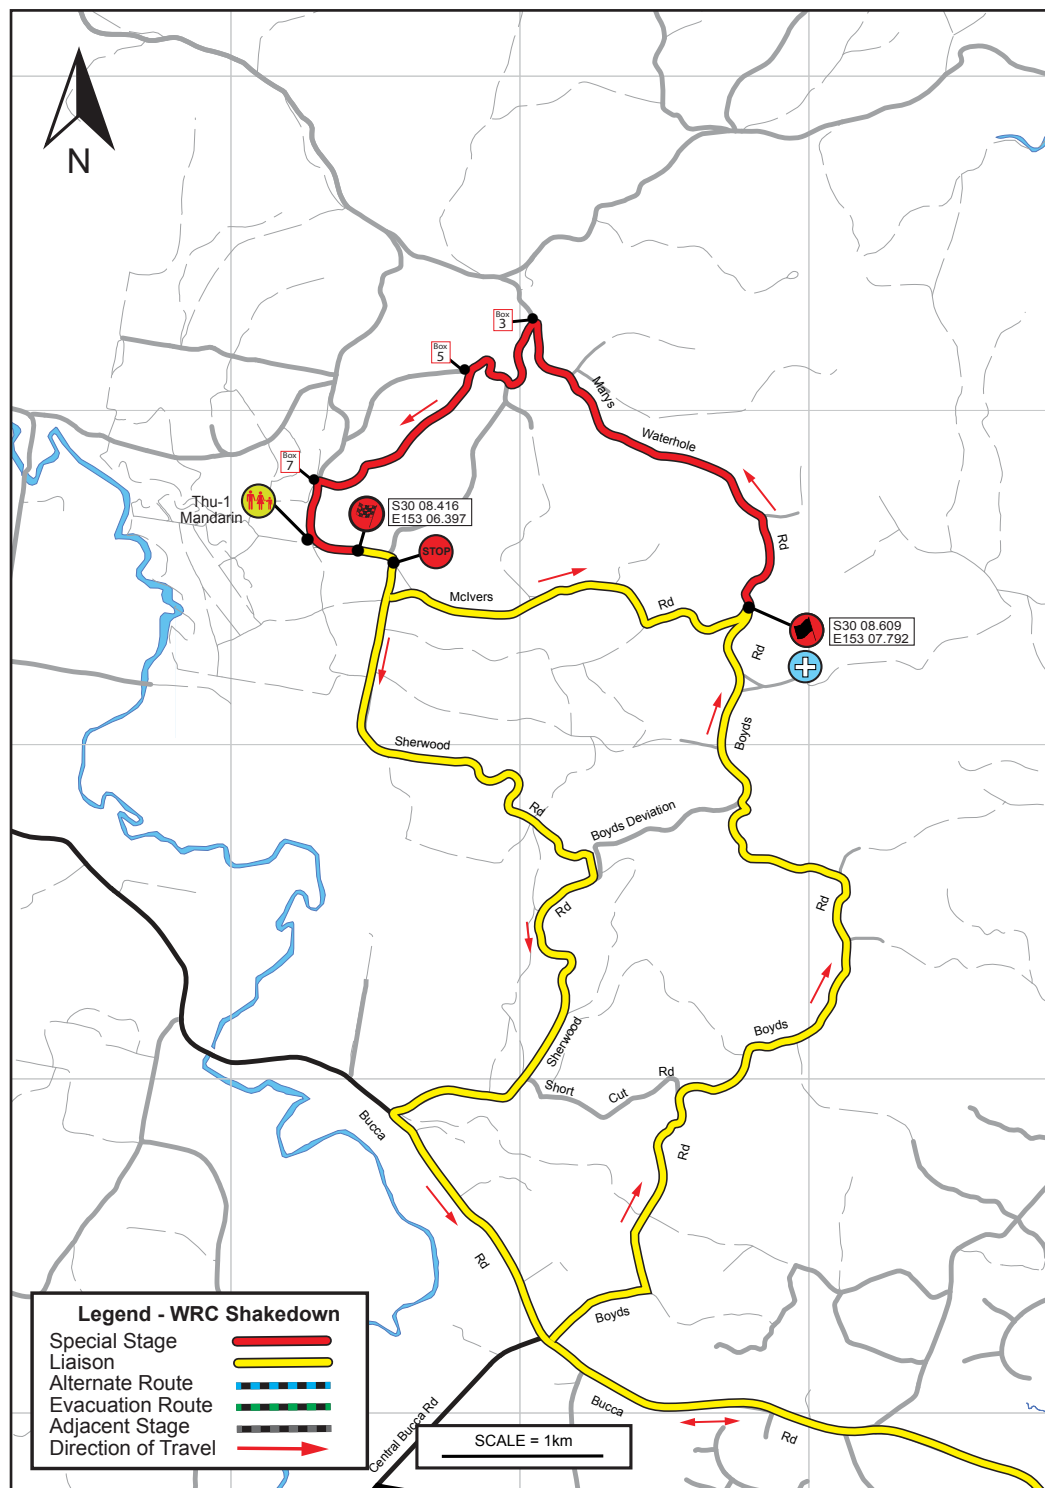 N
Box
3
Box
5
Marys
Waterhole
Rd
Box
7
Thu-1
Mandarin
S30 08.416
E153 06.397
STOP
McIvers
Rd
S30 08.609
E153 07.792
Rd
Boyds
Sherwood
Rd
Boyds Deviation
Rd
Rd
Sherwood
Boyds
Short
Cut
Rd
Bucca
Rd
Rd
Boyds
Bucca
Rd
Central Bucca Rd
Legend - WRC Shakedown
Special Stage
Liaison
Alternate Route
Evacuation Route
Adjacent Stage
Direction of Travel
SCALE = 1km